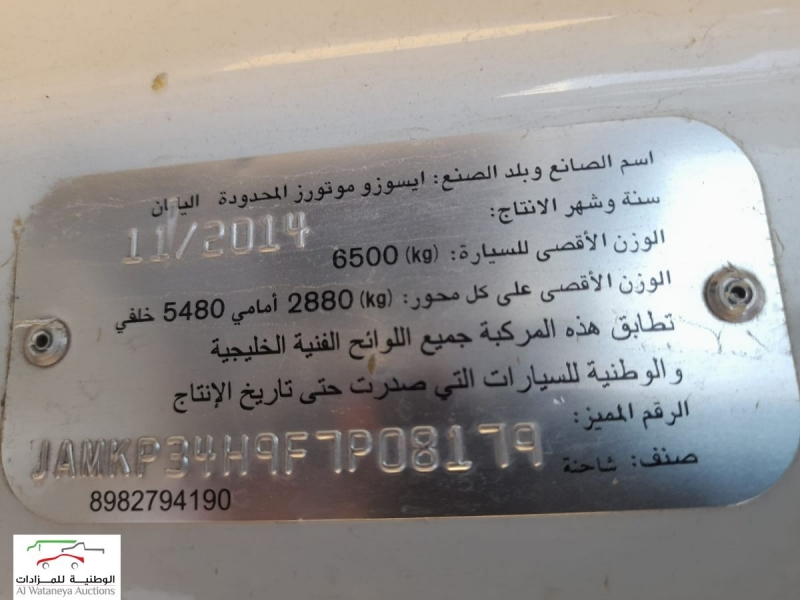 اسم الصانع وبلد الصنع: ايسوزو موتورز المحدودة اليابان
سنة وشهر الانتاج:
11/2014
الوزن الأقصى للسيارة: (kg) 6500
الوزن الأقصى على كل محور: (kg) 2880 أمامي 5480 خلفي
تطابق هذه المركبة جميع اللوائح الفنية الخليجية
والوطنية للسيارات التي صدرت حتى تاريخ الإنتاج
الرقم المميز:
JAMKP34H9F7P08179
صنف: شاحنة
8982794190
الوطنية للمزادات
Al Wataneya Auctions